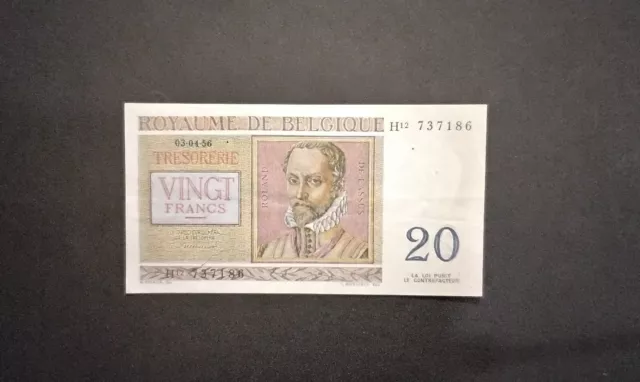 ROYAUME DE BELGIQUE
H12 737186
03-04-56
TRESORERIE
VINGT
FRANCS
ROLAND
DE LASSUS
20
H12 737186
LA LOI PUNIT
LE CONTREFACTEUR